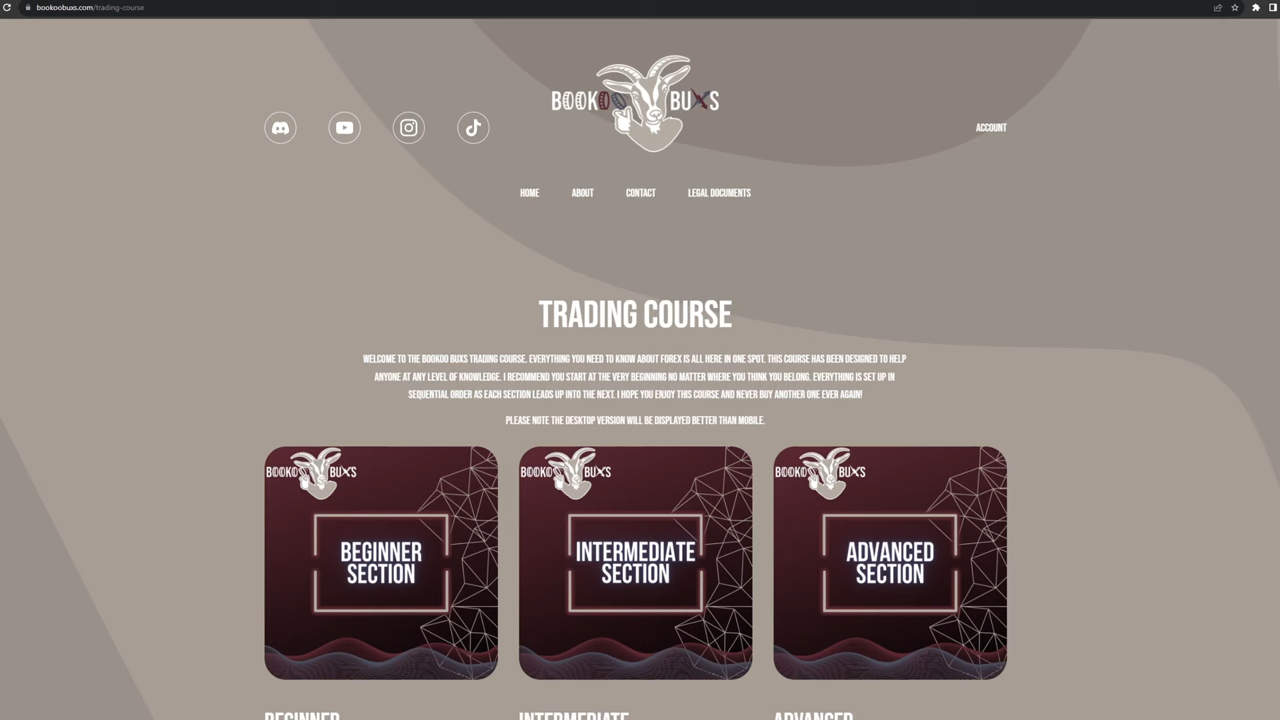 bookoobuxs.com/trading-course
BOOKOO BUXS
ACCOUNT
HOME ABOUT CONTACT LEGAL DOCUMENTS
TRADING COURSE
WELCOME TO THE BOOKOO BUXS TRADING COURSE. EVERYTHING YOU NEED TO KNOW ABOUT FOREX IS ALL HERE IN ONE SPOT. THIS COURSE HAS BEEN DESIGNED TO HELP
ANYONE AT ANY LEVEL OF KNOWLEDGE. I RECOMMEND YOU START AT THE VERY BEGINNING NO MATTER WHERE YOU THINK YOU BELONG. EVERYTHING IS SET UP IN
SEQUENTIAL ORDER AS EACH SECTION LEADS UP INTO THE NEXT. I HOPE YOU ENJOY THIS COURSE AND NEVER BUY ANOTHER ONE EVER AGAIN!
PLEASE NOTE THE DESKTOP VERSION WILL BE DISPLAYED BETTER THAN MOBILE.
BOOKOO BUXS
BEGINNER
SECTION
BOOKOO BUXS
INTERMEDIATE
SECTION
BOOKOO BUXS
ADVANCED
SECTION
BEGINNER INTERMEDIATE ADVANCED